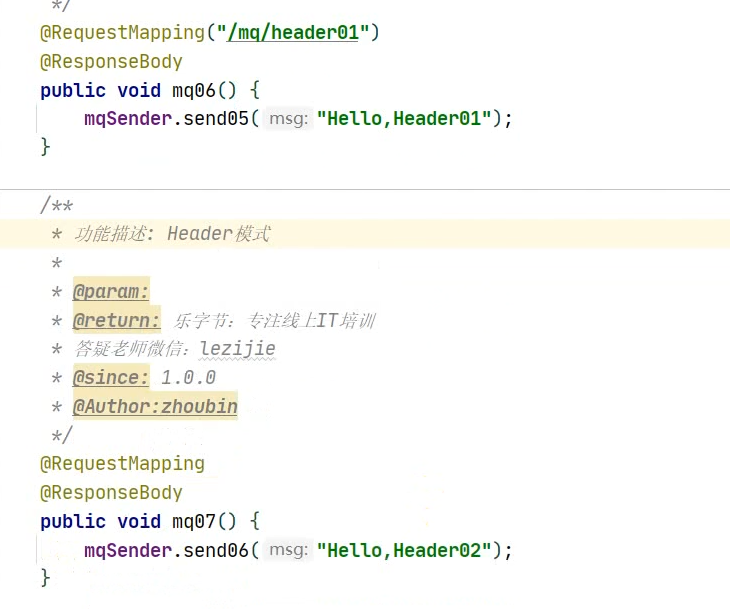 */
@RequestMapping("/mq/header01")
@ResponseBody
public void mq06() {
mqSender.send05( msg: "Hello,Header01");
}
/**
* 功能描述: Header模式
*
* @param:
* @return: 乐字节：专注线上IT培训
* 答疑老师微信：lezijie
* @since: 1.0.0
* @Author:zhoubin
*/
@RequestMapping
@ResponseBody
public void mq07() {
mqSender.send06( msg: "Hello,Header02");
}